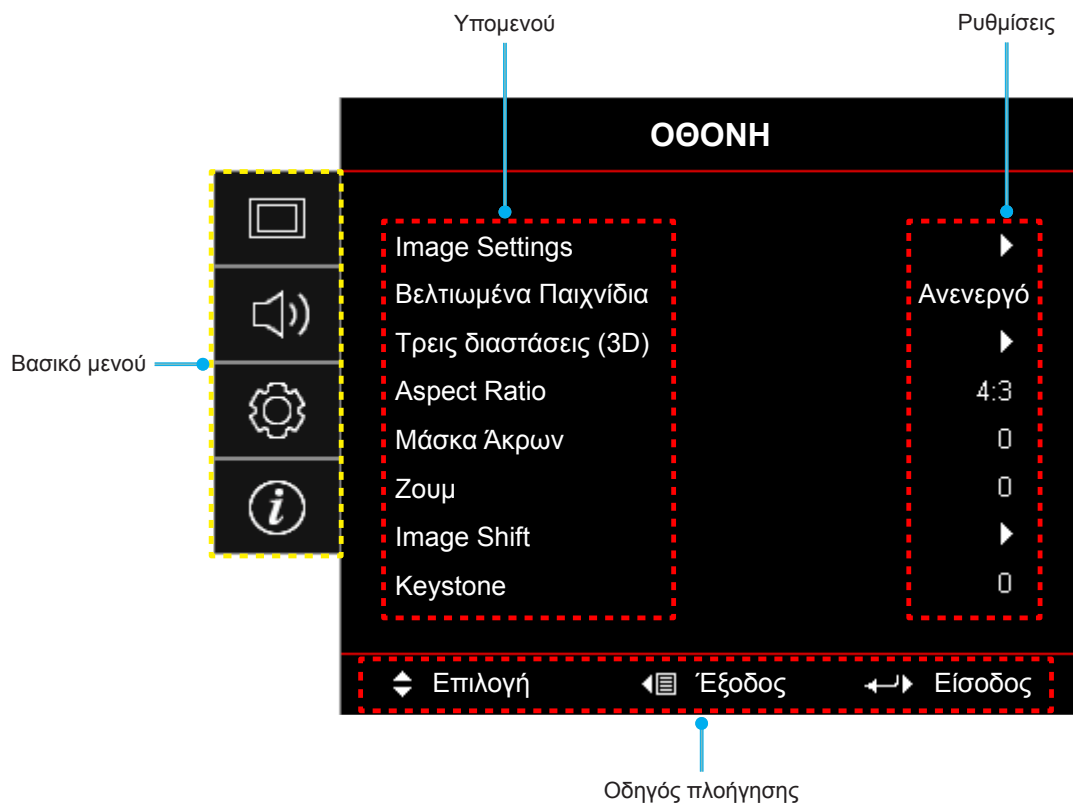 Υπομενού
Ρυθμίσεις
ΟΘΟΝΗ
Image Settings
Βελτιωμένα Παιχνίδια Ανενεργό
Τρεις διαστάσεις (3D)
Aspect Ratio 4:3
Μάσκα Άκρων 0
Ζουμ 0
Image Shift
Keystone 0
Βασικό μενού
Επιλογή Έξοδος Είσοδος
Οδηγός πλοήγησης